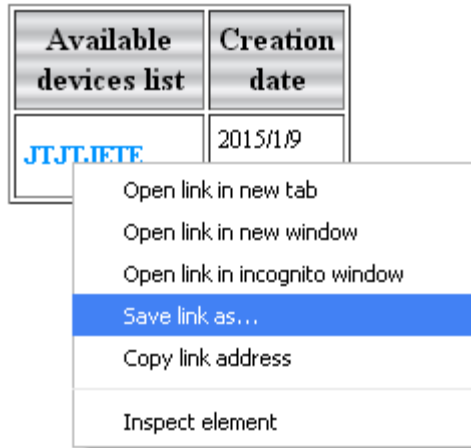 Available devices list
Creation date
2015/1/9
Open link in new tab
Open link in new window
Open link in incognito window
Save link as...
Copy link address
Inspect element